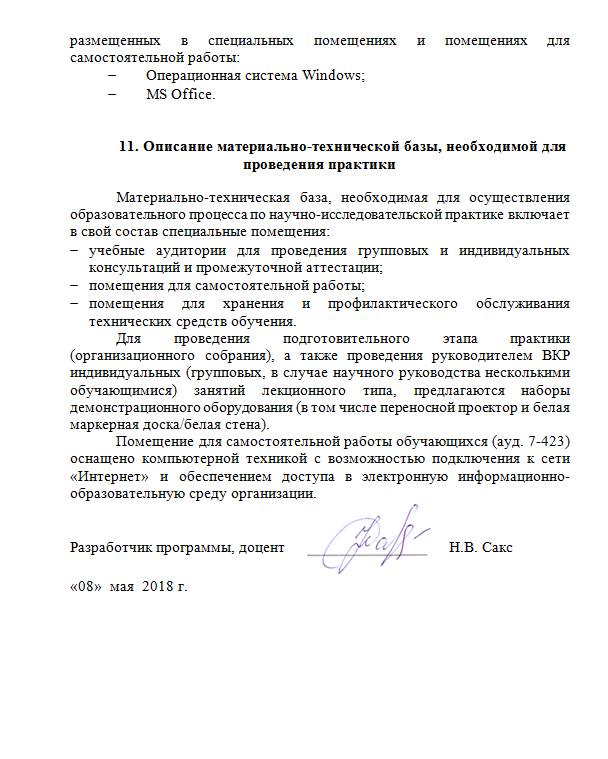 размещенных в специальных помещениях и помещениях для
самостоятельной работы:
– Операционная система Windows;
– MS Office.
11. Описание материально-технической базы, необходимой для
проведения практики
Материально-техническая база, необходимая для осуществления
образовательного процесса по научно-исследовательской практике включает
в свой состав специальные помещения:
– учебные аудитории для проведения групповых и индивидуальных
консультаций и промежуточной аттестации;
– помещения для самостоятельной работы;
– помещения для хранения и профилактического обслуживания
технических средств обучения.
Для проведения подготовительного этапа практики
(организационного собрания), а также проведения руководителем ВКР
индивидуальных (групповых, в случае научного руководства несколькими
обучающимися) занятий лекционного типа, предлагаются наборы
демонстрационного оборудования (в том числе переносной проектор и белая
маркерная доска/белая стена).
Помещение для самостоятельной работы обучающихся (ауд. 7-423)
оснащено компьютерной техникой с возможностью подключения к сети
«Интернет» и обеспечением доступа в электронную информационно-
образовательную среду организации.
Разработчик программы, доцент Н.В. Сакс
«08» мая 2018 г.